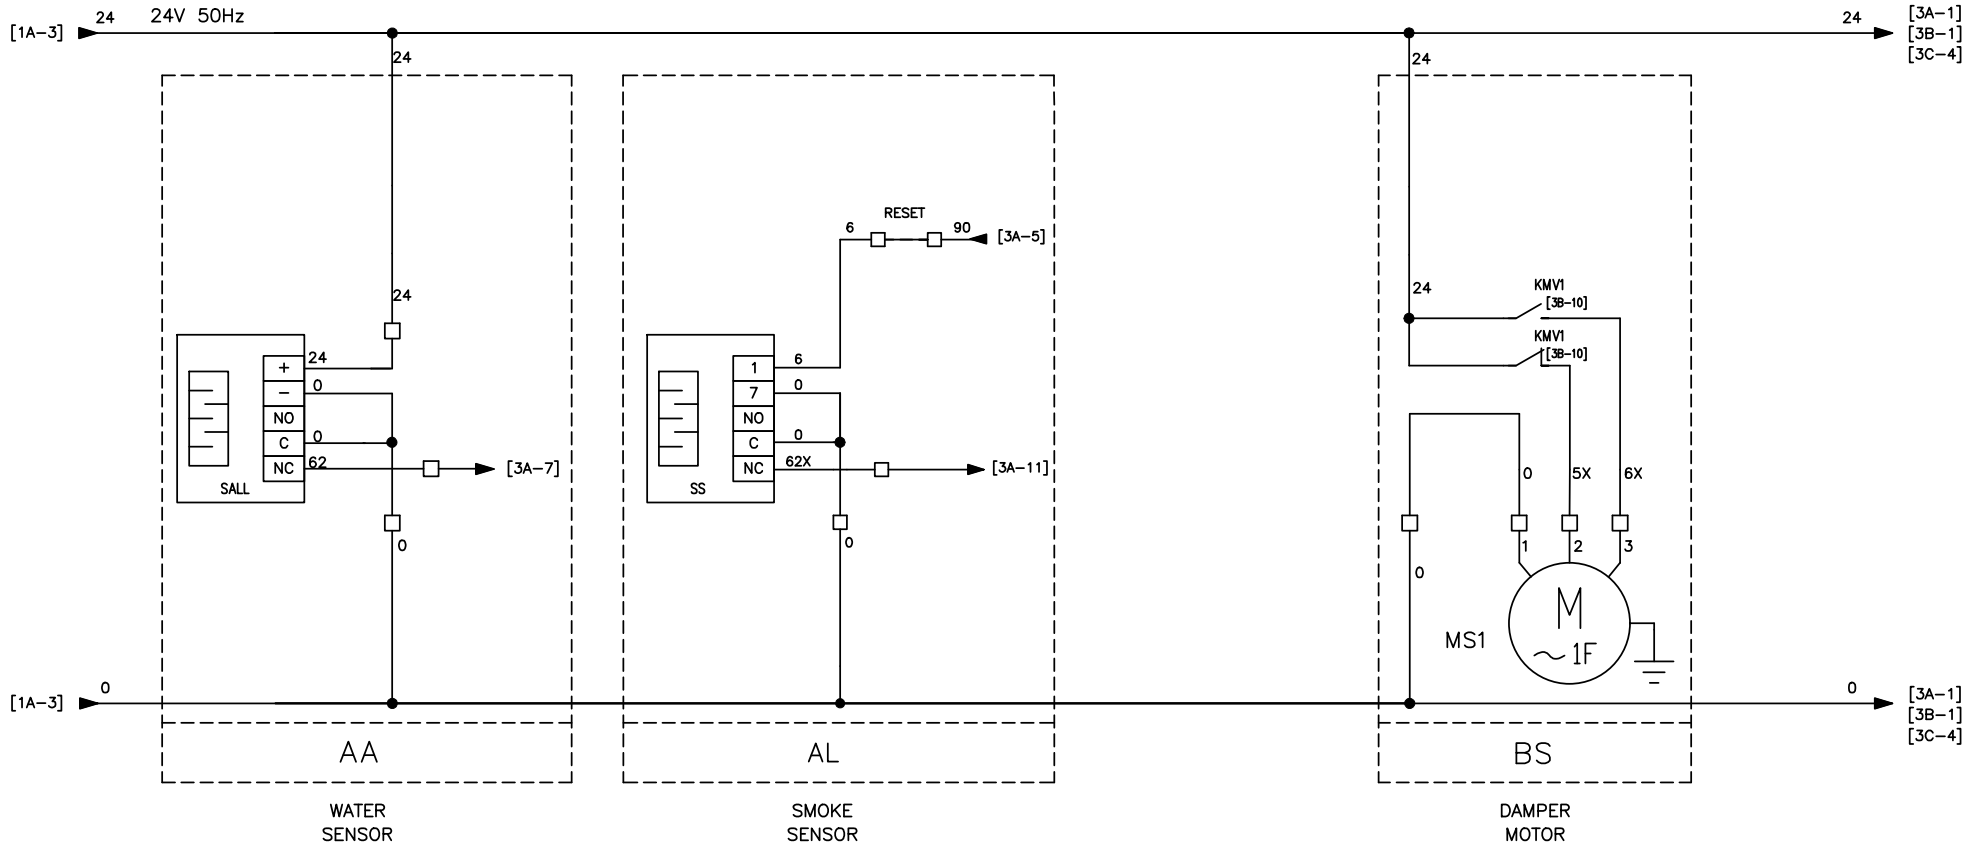 [1A-3]
24
24V 50Hz
24
[3A-1]
[3B-1]
[3C-4]
24
24
RESET
6
90
[3A-5]
24
24
KMV1
[3B-10]
KMV1
[3B-10]
+
24
-
0
NO
C
0
NC
62
[3A-7]
SALL
1
6
7
0
NO
C
0
NC
62X
[3A-11]
SS
0
5X
6X
0
0
1
2
3
0
M
~1F
MS1
[1A-3]
0
0
[3A-1]
[3B-1]
[3C-4]
AA
AL
BS
WATER
SENSOR
SMOKE
SENSOR
DAMPER
MOTOR